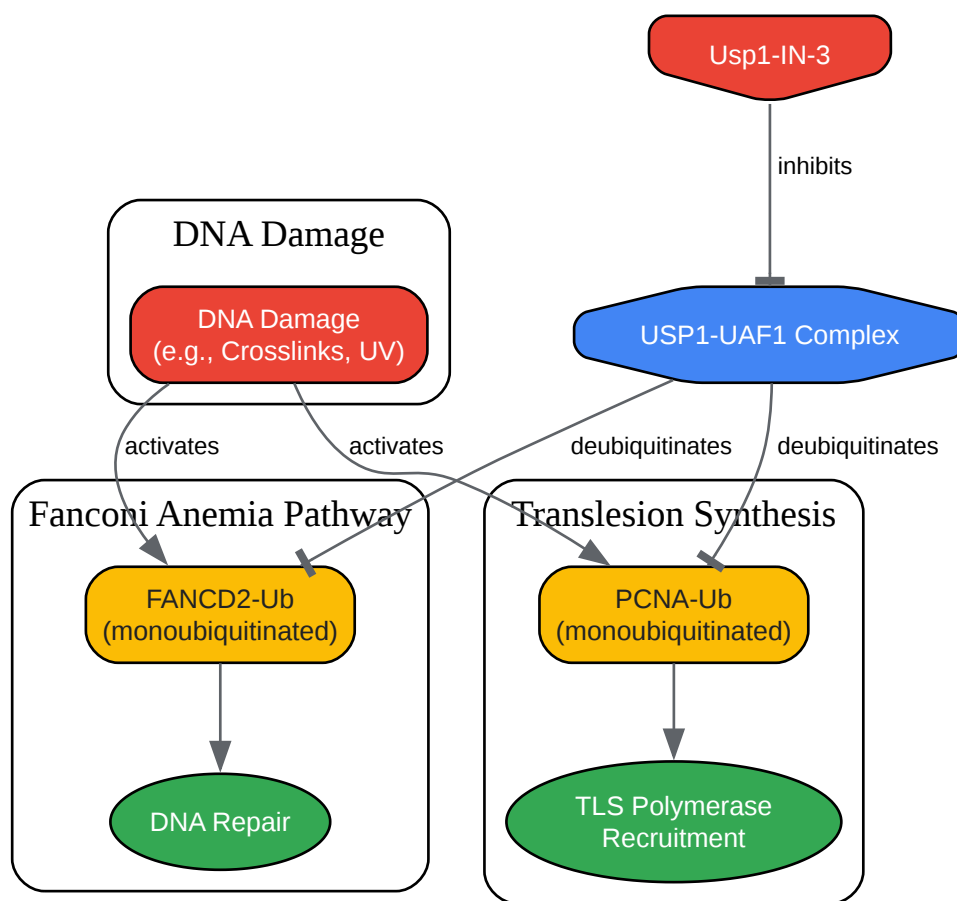 Usp1-IN-3
inhibits
DNA Damage
DNA Damage
(e.g., Crosslinks, UV)
USP1-UAF1 Complex
activates
activates
deubiquitinates
deubiquitinates
Fanconi Anemia Pathway
Translesion Synthesis
FANCD2-Ub
(monoubiquitinated)
PCNA-Ub
(monoubiquitinated)
DNA Repair
TLS Polymerase
Recruitment